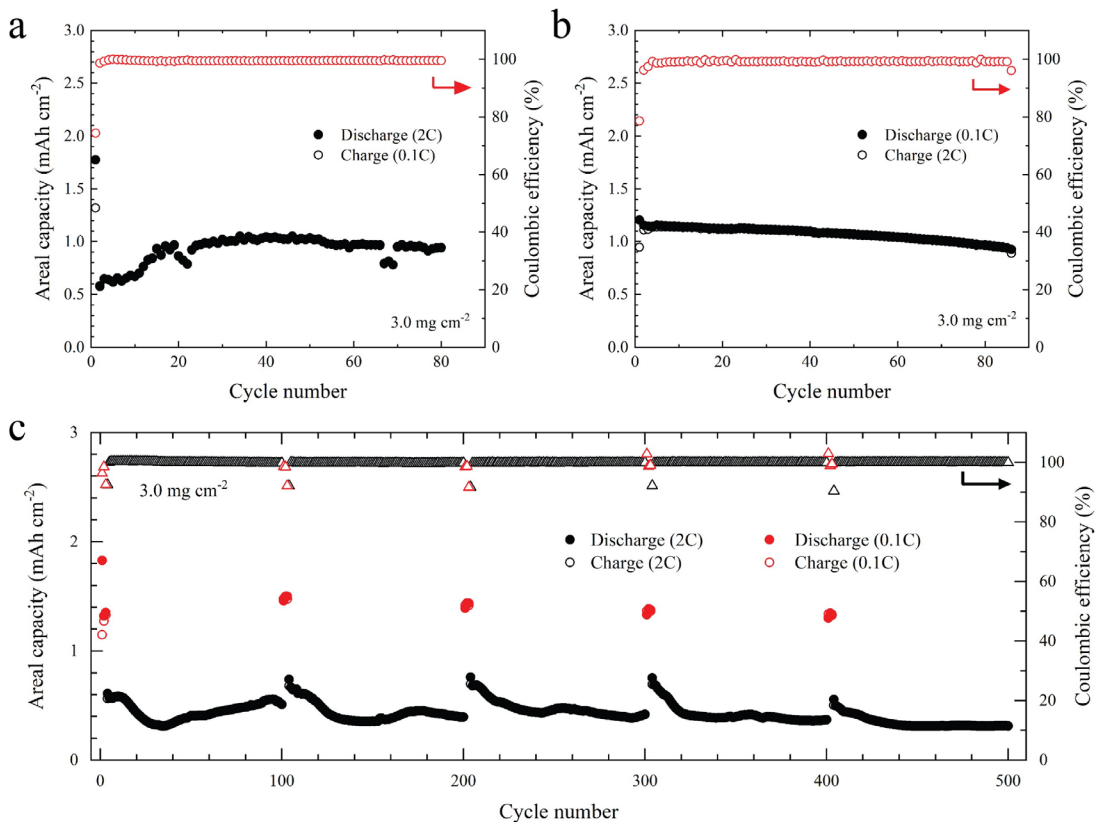 a
3.0
2.5
2.0
1.5
1.0
0.5
0.0
Areal capacity (mAh cm-2)
100
80
60
40
20
0
Coulombic efficiency (%)
Discharge (2C)
Charge (0.1C)
3.0 mg cm-2
0 20 40 60 80
Cycle number
b
3.0
2.5
2.0
1.5
1.0
0.5
0.0
Areal capacity (mAh cm-2)
100
80
60
40
20
0
Coulombic efficiency (%)
Discharge (0.1C)
Charge (2C)
3.0 mg cm-2
0 20 40 60 80
Cycle number
c
3
2
1
0
Areal capacity (mAh cm-2)
100
80
60
40
20
0
Coulombic efficiency (%)
3.0 mg cm-2
Discharge (2C) Discharge (0.1C)
Charge (2C) Charge (0.1C)
0 100 200 300 400 500
Cycle number